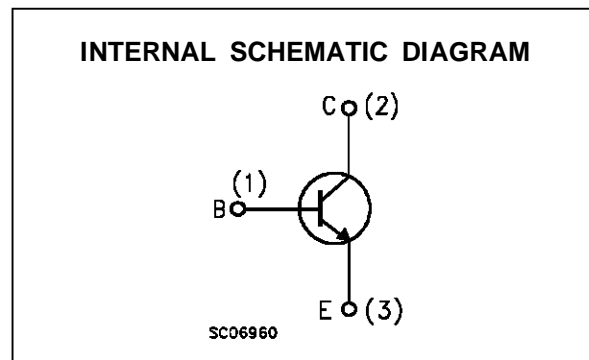 INTERNAL SCHEMATIC DIAGRAM
C (2)
(1)
B
E (3)
SC06960